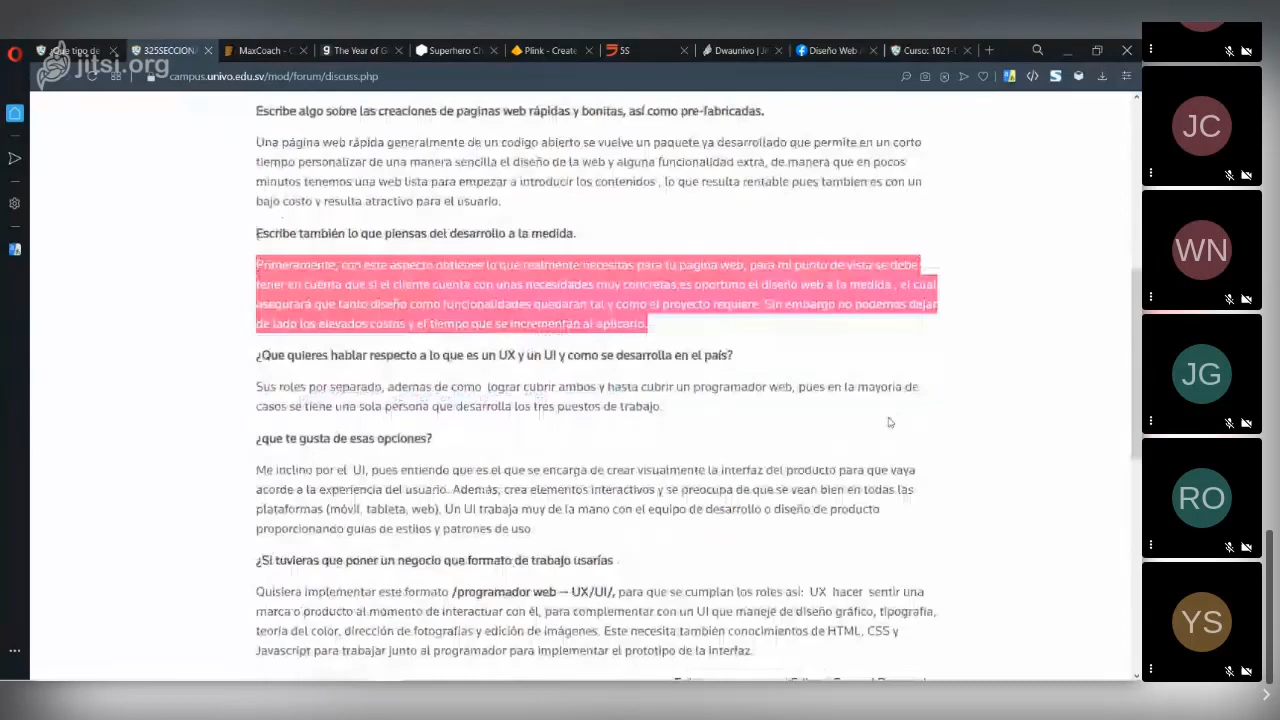 ¿Que tipo de
325SECCION
MaxCoach - C
The Year of G
Superhero Ch
Plink - Create
5S
Dwaunivo | Je
Diseño Web
Curso: 1021-D
jitsi.org
campus.univo.edu.sv/mod/forum/discuss.php
Escribe algo sobre las creaciones de paginas web rápidas y bonitas, así como pre-fabricadas.
Una página web rápida generalmente de un codigo abierto se vuelve un paquete ya desarrollado que permite en un corto
tiempo personalizar de una manera sencilla el diseño de la web y alguna funcionalidad extra, de manera que en pocos
minutos tenemos una web lista para empezar a introducir los contenidos , lo que resulta rentable pues tambien es con un
bajo costo y resulta atractivo para el usuario.
Escribe también lo que piensas del desarrollo a la medida.
Primeramente, con este aspecto obtienes lo que realmente necesitas para tu pagina web, para mi punto de vista se debe
tener en cuenta que si el cliente cuenta con unas necesidades muy concretas,es oportuno el diseño web a la medida , el cual
asegurará que tanto diseño como funcionalidades quedaran tal y como el proyecto requiere. Sin embargo no podemos dejar
de lado los elevados costos y el tiempo que se incrementan al aplicarlo.
¿Que quieres hablar respecto a lo que es un UX y un UI y como se desarrolla en el país?
Sus roles por separado, ademas de como lograr cubrir ambos y hasta cubrir un programador web, pues en la mayoria de
casos se tiene una sola persona que desarrolla los tres puestos de trabajo.
¿que te gusta de esas opciones?
Me inclino por el UI, pues entiendo que es el que se encarga de crear visualmente la interfaz del producto para que vaya
acorde a la experiencia del usuario. Además, crea elementos interactivos y se preocupa de que se vean bien en todas las
plataformas (móvil, tableta, web). Un UI trabaja muy de la mano con el equipo de desarrollo o diseño de producto
proporcionando guías de estilos y patrones de uso
¿Si tuvieras que poner un negocio que formato de trabajo usarías
Quisiera implementar este formato /programador web – UX/UI/, para que se cumplan los roles así: UX hacer sentir una
marca o producto al momento de interactuar con él, para complementar con un UI que maneje de diseño gráfico, tipografía,
teoría del color, dirección de fotografías y edición de imágenes. Este necesita también conocimientos de HTML, CSS y
Javascript para trabajar junto al programador para implementar el prototipo de la interfaz.
JC
WN
JG
RO
YS